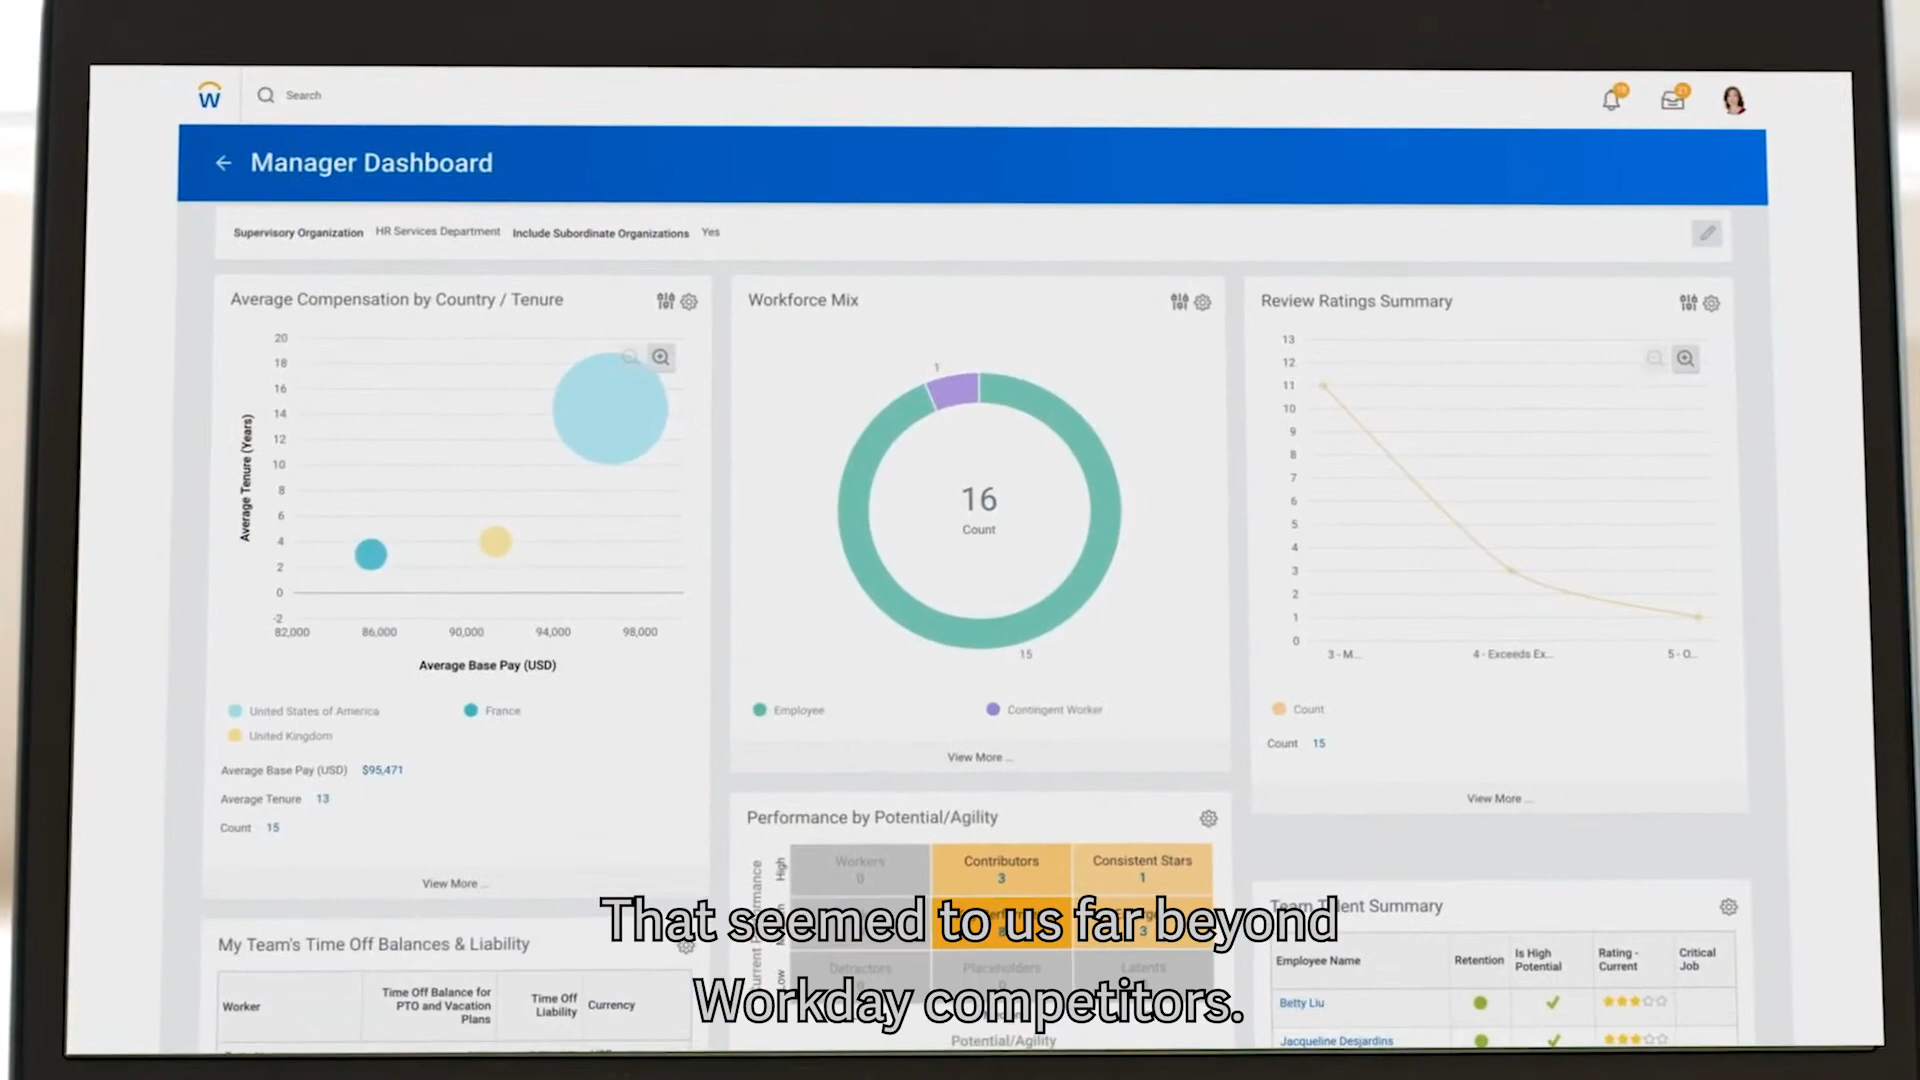 W
Search
Manager Dashboard
Supervisory Organization HR Services Department Include Subordinate Organizations Yes
Average Compensation by Country / Tenure
20
18
16
14
12
10
8
6
4
2
0
-2
Average Tenure (Years)
82,000 86,000 90,000 94,000 98,000
Average Base Pay (USD)
United States of America France
United Kingdom
Average Base Pay (USD) $95,471
Average Tenure 13
Count 15
View More ...
Workforce Mix
1
16
Count
15
Employee Contingent Worker
View More ...
Review Ratings Summary
13
12
11
10
9
8
7
6
5
4
3
2
1
0
3 - M... 4 - Exceeds Ex... 5 - O...
Count
Count 15
View More ...
My Team's Time Off Balances & Liability
Worker
Time Off Balance for
PTO and Vacation
Plans
Time Off
Liability
Currency
Performance by Potential/Agility
High
Low
Workers
0
Contributors
3
Consistent Stars
1
8
3
Detractors
Placeholders
Latents
Potential/Agility
Team Talent Summary
Employee Name
Retention
Is High
Potential
Rating -
Current
Critical
Job
Betty Liu
Jacqueline Desjardins
That seemed to us far beyond
Workday competitors.